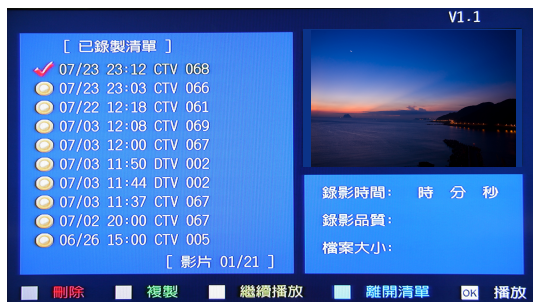 V1.1
[ 已錄製清單 ]
07/23 23:12 CTV 068
07/23 23:03 CTV 066
07/22 12:18 CTV 061
07/03 12:08 CTV 069
07/03 12:00 CTV 067
07/03 11:50 DTV 002
07/03 11:44 DTV 002
07/03 11:37 CTV 067
07/02 20:00 CTV 067
06/26 15:00 CTV 005
[ 影片 01/21 ]
錄影時間: 時 分 秒
錄影品質:
檔案大小:
刪除 複製 繼續播放 離開清單 OK 播放